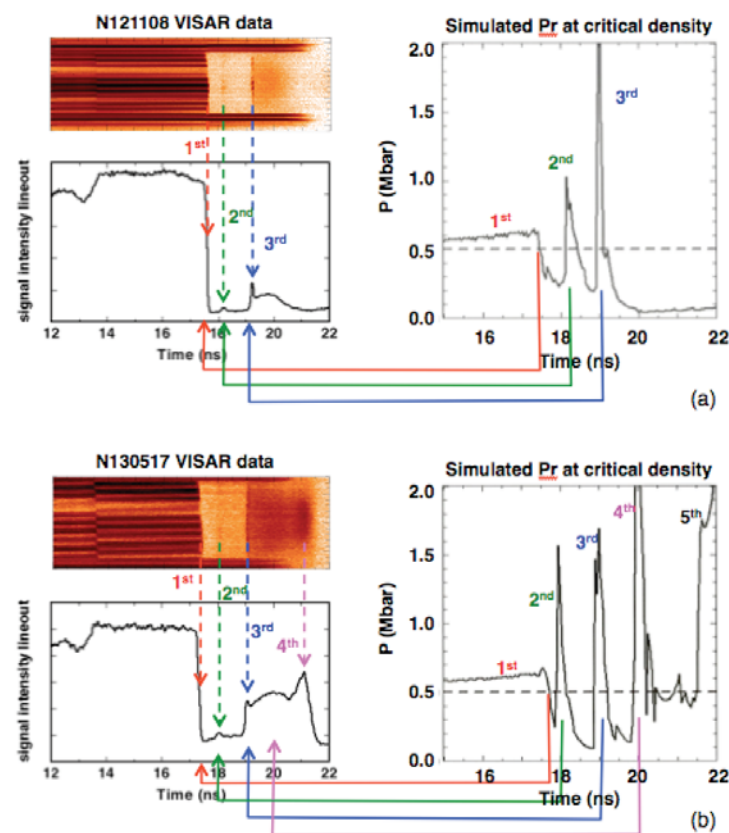 N121108 VISAR data
signal intensity lineout
1st
2nd
3rd
12 14 16 18 20 22
Time (ns)
Simulated Pr at critical density
P (Mbar)
2.0
1.5
1.0
0.5
0.0
1st
2nd
3rd
16 18 20 22
Time (ns)
(a)
N130517 VISAR data
signal intensity lineout
1st
2nd
3rd
4th
12 14 16 18 20 22
Time (ns)
Simulated Pr at critical density
P (Mbar)
2.0
1.5
1.0
0.5
0.0
1st
2nd
3rd
4th
5th
16 18 20 22
Time (ns)
(b)